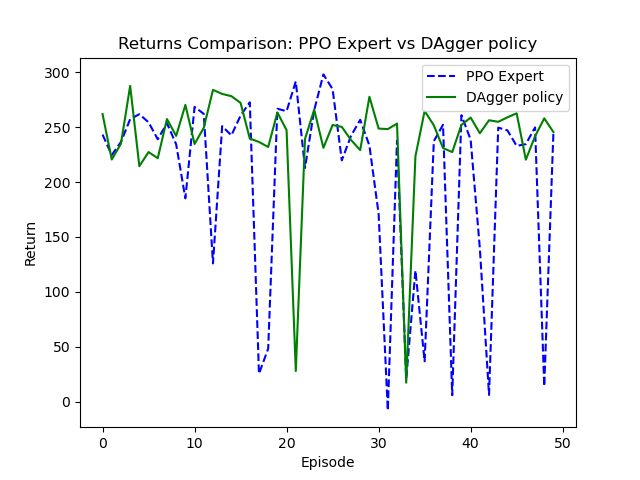 Returns Comparison: PPO Expert vs DAgger policy
PPO Expert
DAgger policy
300
250
200
150
100
50
0
Return
0 10 20 30 40 50
Episode